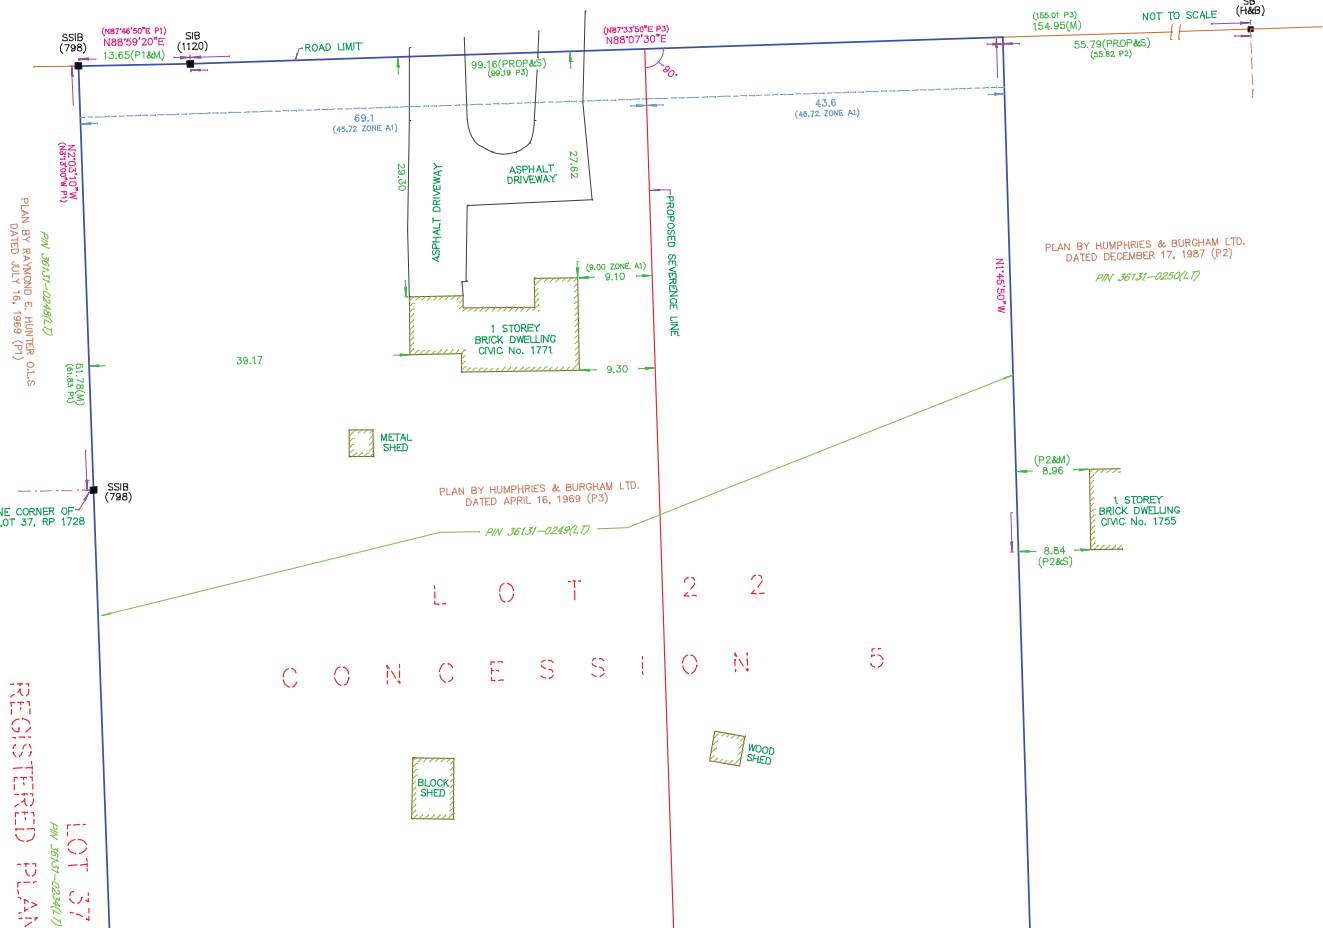 SSIB
(798)
(N87°46'50"E P1)
N88°59'20"E
13.65(P1&M)
SIB
(1120)
ROAD LIMIT
99.16(PROP&S)
(99.19 P3)
(N87°33'50"E P3)
N88°07'30"E
90°
(155.01 P3)
154.95(M)
55.79(PROP&S)
(55.82 P2)
NOT TO SCALE
SB
(H&B)
69.1
(45.72 ZONE A1)
43.6
(45.72 ZONE A1)
N2°03'10"W
(N3°13'00"W P1)
29.30
ASPHALT DRIVEWAY
ASPHALT
DRIVEWAY
27.62
PROPOSED SEVERENCE LINE
PLAN BY RAYMOND E. HUNTER O.L.S
DATED JULY 16, 1969 (P1)
PIN 36131-0248(LT)
PLAN BY HUMPHRIES & BURGHAM LTD.
DATED DECEMBER 17, 1987 (P2)
PIN 36131-0250(LT)
N1°45'50"W
(9.00 ZONE A1)
9.10
1 STOREY
BRICK DWELLING
CIVIC No. 1771
39.17
9.30
51.78(M)
(51.83 P1)
METAL
SHED
SSIB
(798)
NE CORNER OF
LOT 37, RP 1728
PLAN BY HUMPHRIES & BURGHAM LTD.
DATED APRIL 16, 1969 (P3)
PIN 36131-0249(LT)
(P2&M)
8.96
1 STOREY
BRICK DWELLING
CIVIC No. 1755
8.84
(P2&S)
LOT 22
CONCESSION 5
BLOCK
SHED
WOOD
SHED
REGISTERED PLAN
PIN 36131-0234(LT)
LOT 37